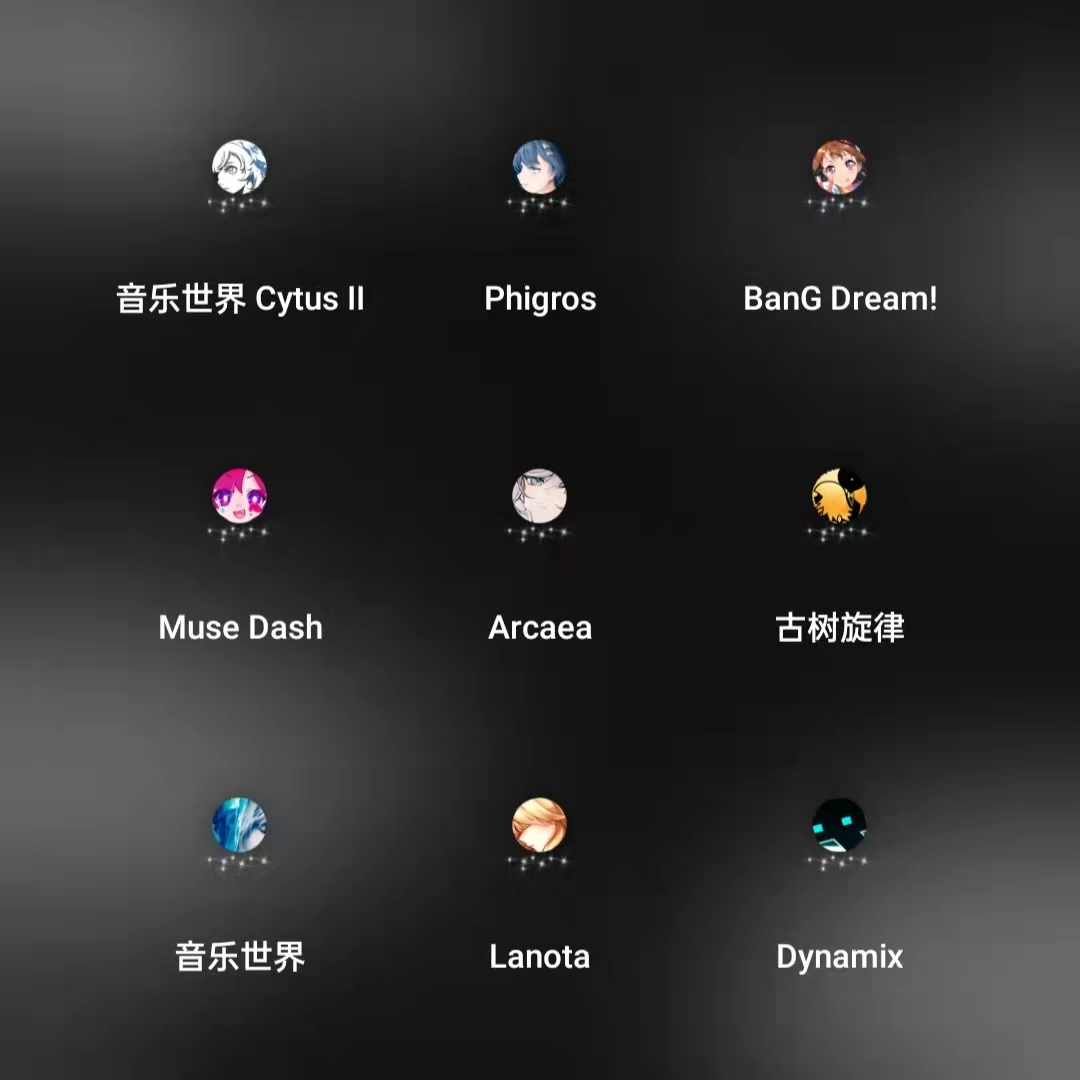 音乐世界 Cytus II
Phigros
BanG Dream!
Muse Dash
Arcaea
古树旋律
音乐世界
Lanota
Dynamix